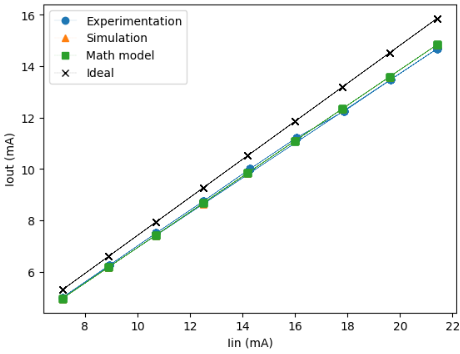 Experimentation
Simulation
Math model
Ideal
16
14
12
10
8
6
Iout (mA)
8 10 12 14 16 18 20 22
Iin (mA)